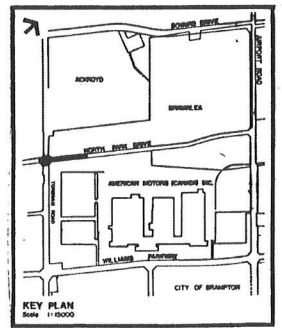 BOVAIRD DRIVE
AIRPORT ROAD
ACKROYD
BRAMALEA
NORTH PARK DRIVE
TORBRAM ROAD
AMERICAN MOTORS (CANADA) INC.
WILLIAMS PARKWAY
CITY OF BRAMPTON
KEY PLAN
Scale 1:15000